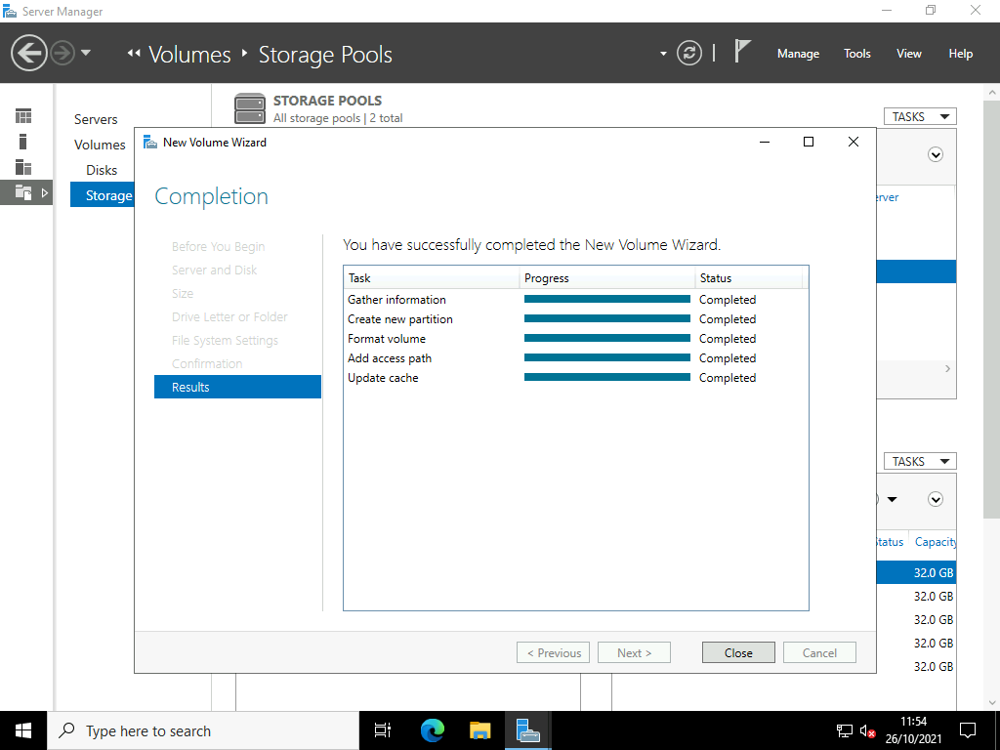 Server Manager
Volumes Storage Pools
Manage Tools View Help
Servers
Volumes
Disks
Storage
STORAGE POOLS
All storage pools | 2 total
TASKS
New Volume Wizard
Completion
Before You Begin
Server and Disk
Size
Drive Letter or Folder
File System Settings
Confirmation
Results
You have successfully completed the New Volume Wizard.
Task Progress Status
Gather information Completed
Create new partition Completed
Format volume Completed
Add access path Completed
Update cache Completed
< Previous Next > Close Cancel
erver
TASKS
Status Capacity
32.0 GB
32.0 GB
32.0 GB
32.0 GB
32.0 GB
Type here to search
11:54
26/10/2021